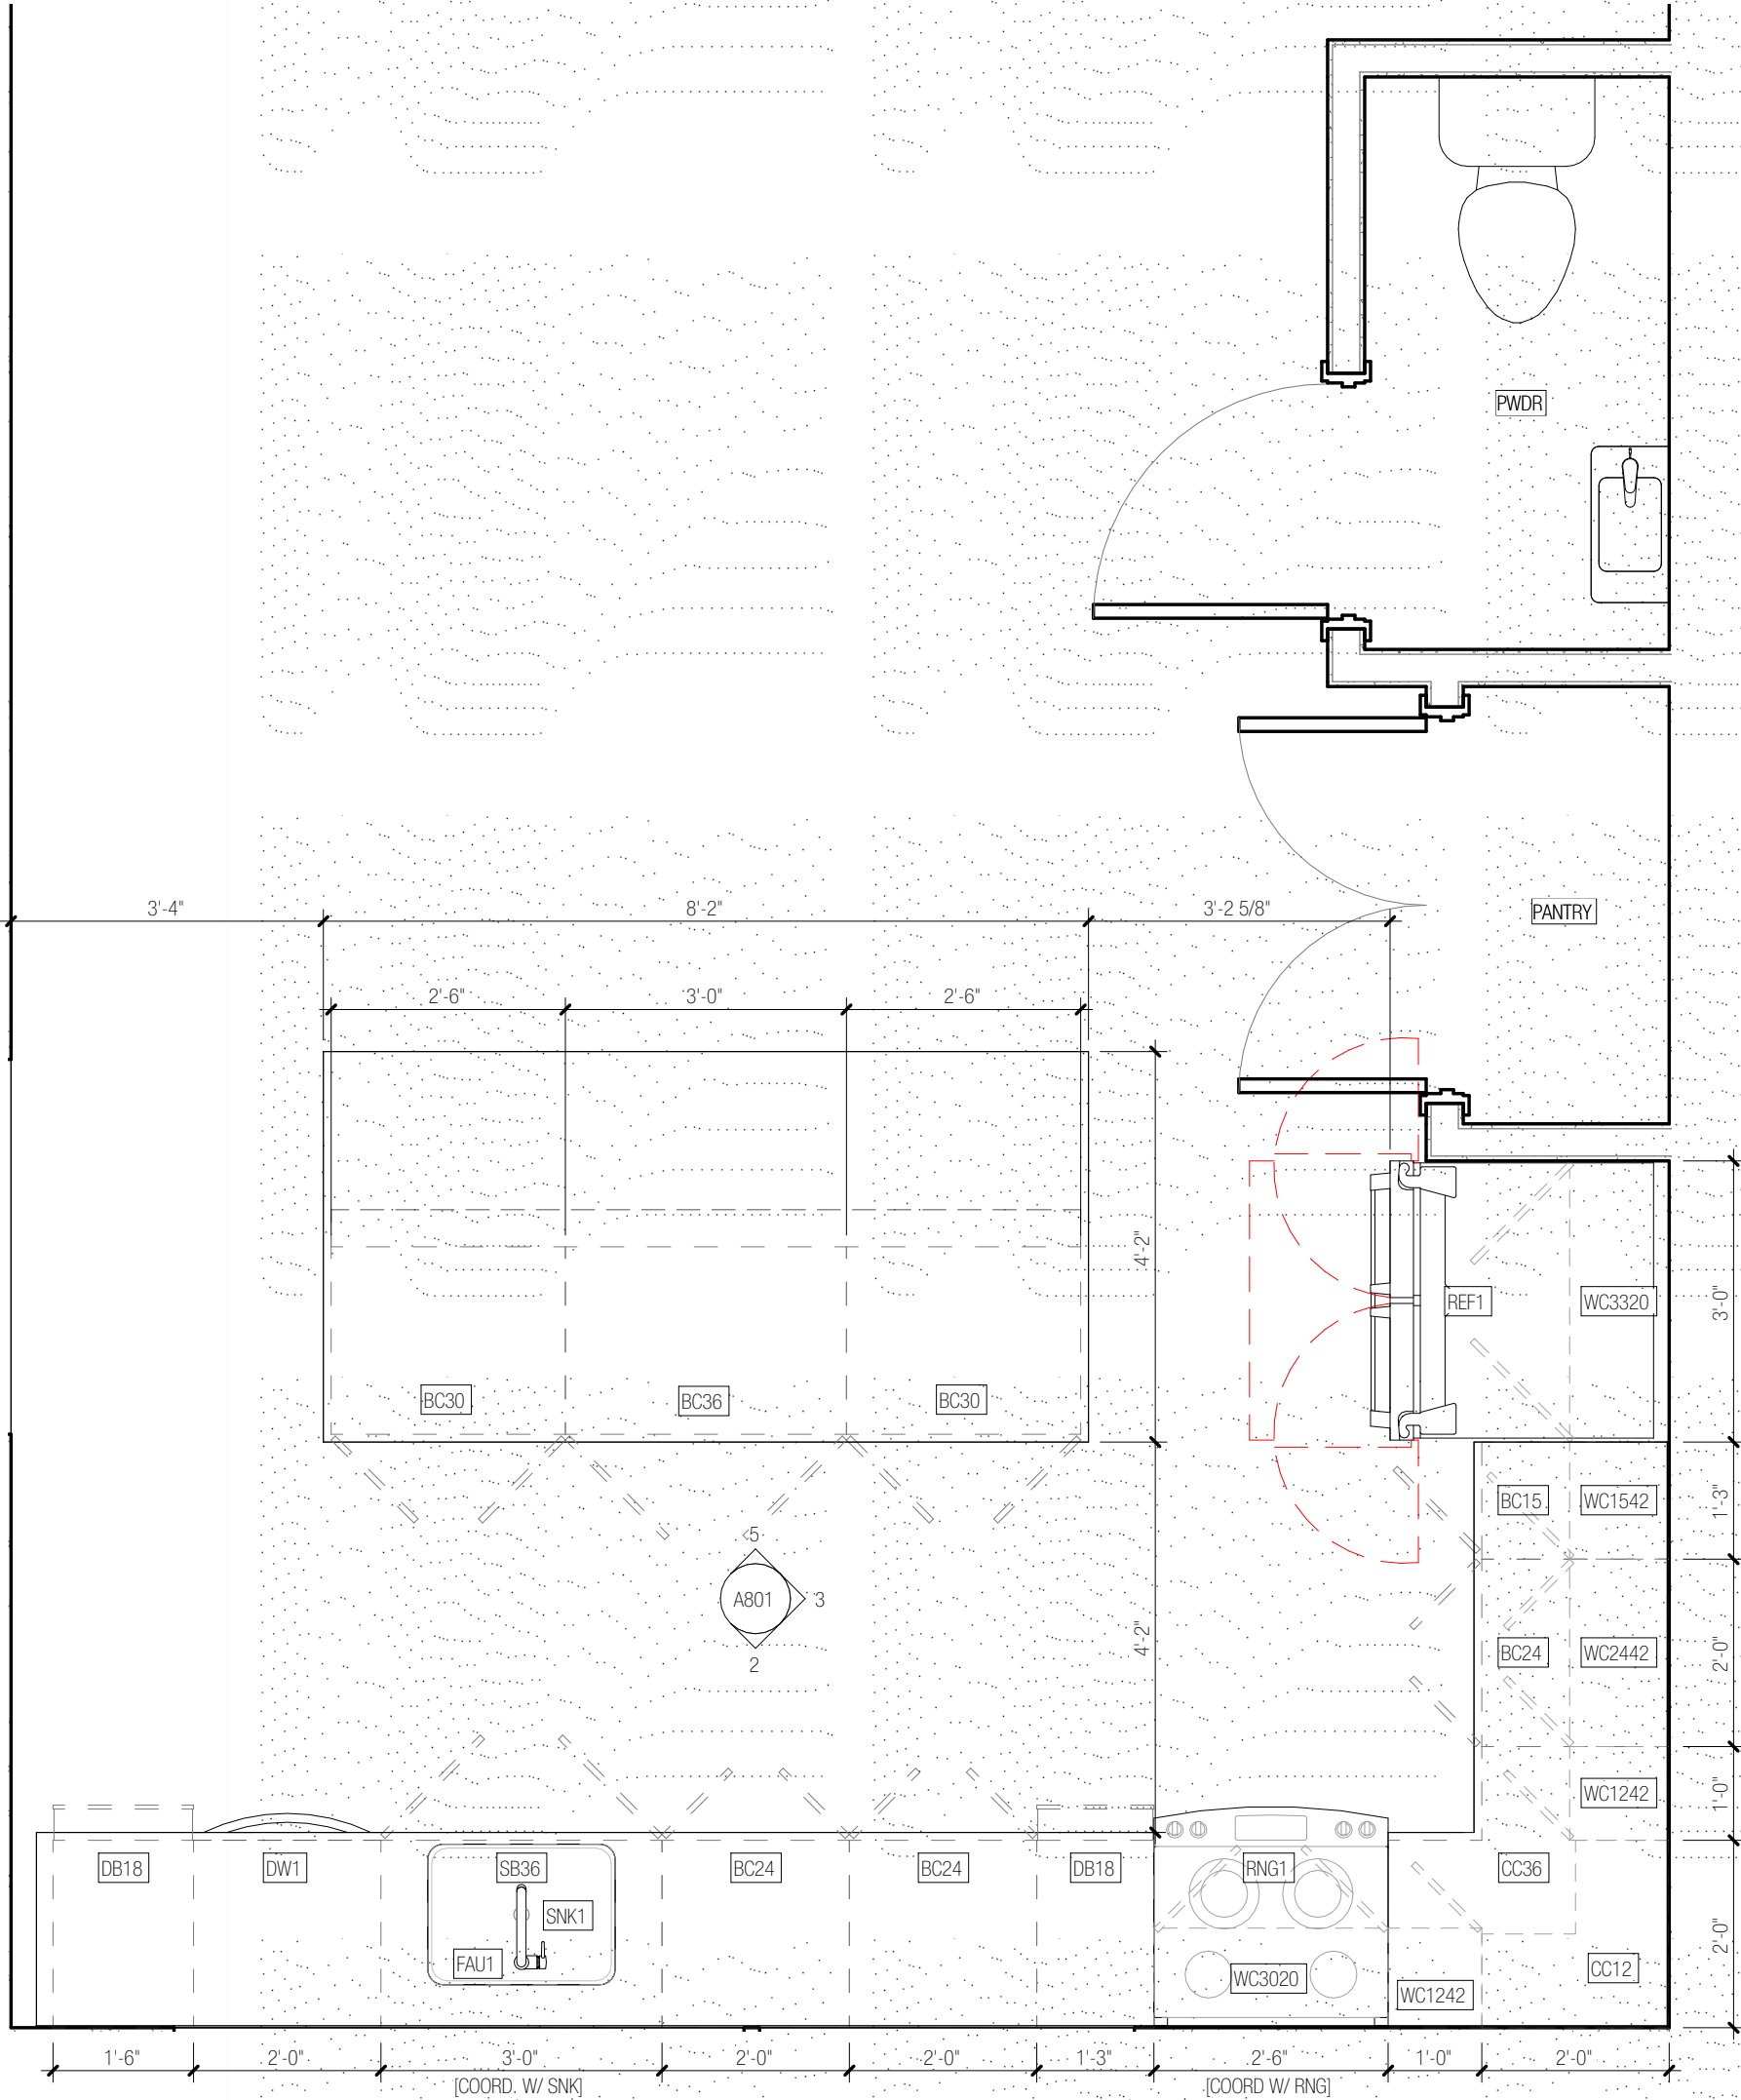 PWDR
3'-4"
8'-2"
3'-2 5/8"
PANTRY
2'-6"
3'-0"
2'-6"
4'-2"
REF1
WC3320
3'-0"
BC30
BC36
BC30
BC15
WC1542
1'-3"
5
A801
3
2
4'-2"
BC24
WC2442
2'-0"
WC1242
1'-0"
DB18
DW1
SB36
BC24
BC24
DB18
RNG1
CC36
SNK1
FAU1
WC3020
WC1242
CC12
2'-0"
1'-6"
2'-0"
3'-0"
2'-0"
2'-0"
1'-3"
2'-6"
1'-0"
2'-0"
[COORD. W/ SNK]
[COORD W/ RNG]